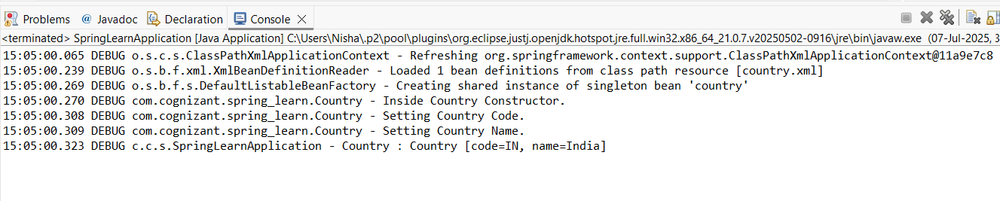 Problems @ Javadoc Declaration Console
<terminated> SpringLearnApplication [Java Application] C:\Users\Nisha\.p2\pool\plugins\org.eclipse.justj.openjdk.hotspot.jre.full.win32.x86_64_21.0.7.v20250502-0916\jre\bin\javaw.exe (07-Jul-2025, 3
15:05:00.065 DEBUG o.s.c.s.ClassPathXmlApplicationContext - Refreshing org.springframework.context.support.ClassPathXmlApplicationContext@11a9e7c8
15:05:00.239 DEBUG o.s.b.f.xml.XmlBeanDefinitionReader - Loaded 1 bean definitions from class path resource [country.xml]
15:05:00.269 DEBUG o.s.b.f.s.DefaultListableBeanFactory - Creating shared instance of singleton bean 'country'
15:05:00.270 DEBUG com.cognizant.spring_learn.Country - Inside Country Constructor.
15:05:00.308 DEBUG com.cognizant.spring_learn.Country - Setting Country Code.
15:05:00.309 DEBUG com.cognizant.spring_learn.Country - Setting Country Name.
15:05:00.323 DEBUG c.c.s.SpringLearnApplication - Country : Country [code=IN, name=India]